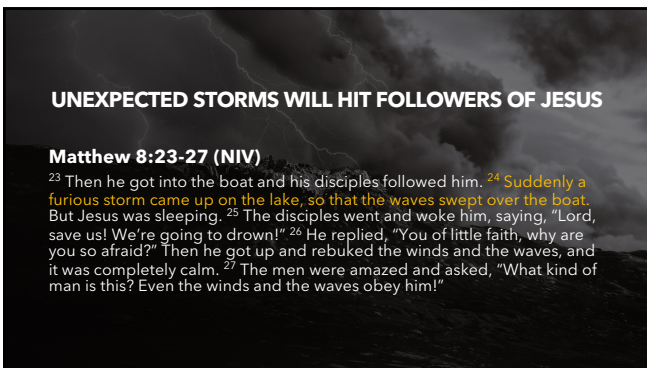 UNEXPECTED STORMS WILL HIT FOLLOWERS OF JESUS
Matthew 8:23-27 (NIV)
23 Then he got into the boat and his disciples followed him. 24 Suddenly a
furious storm came up on the lake, so that the waves swept over the boat.
But Jesus was sleeping. 25 The disciples went and woke him, saying, “Lord,
save us! We’re going to drown!” 26 He replied, “You of little faith, why are
you so afraid?” Then he got up and rebuked the winds and the waves, and
it was completely calm. 27 The men were amazed and asked, “What kind of
man is this? Even the winds and the waves obey him!”